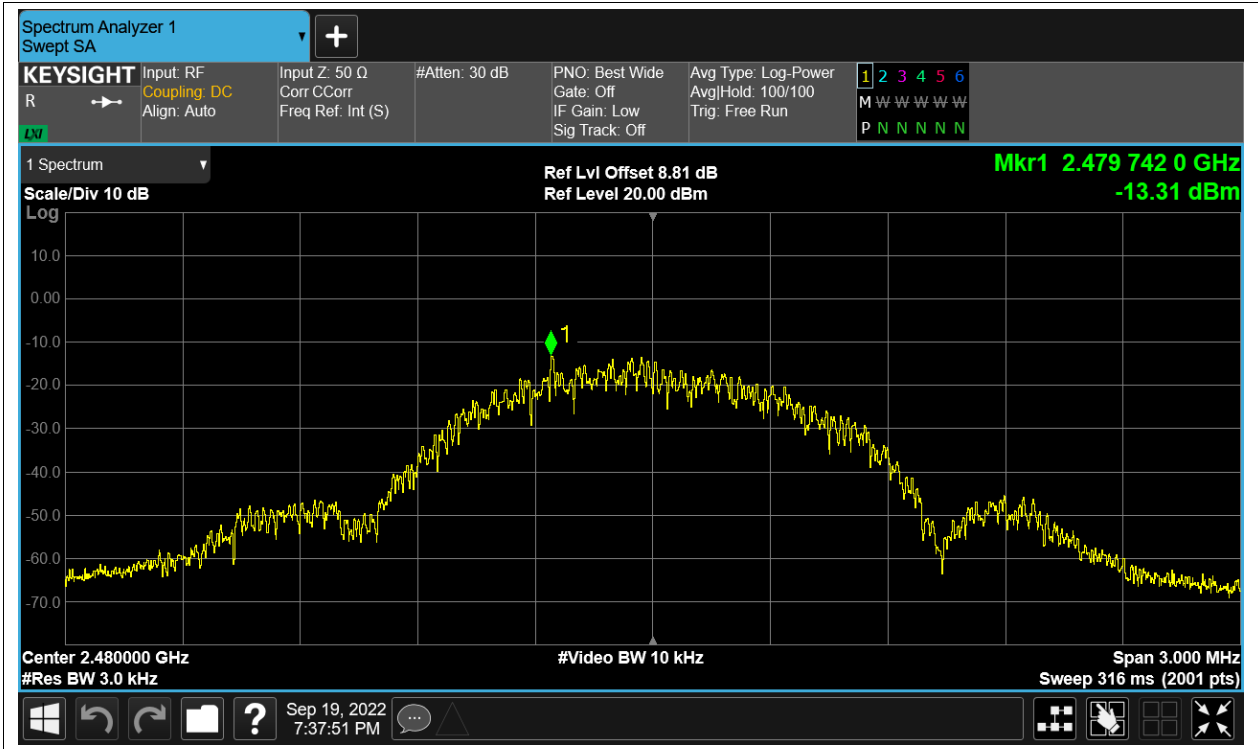 Spectrum Analyzer 1
Swept SA
+
KEYSIGHT
R
LXI
Input: RF
Coupling: DC
Align: Auto
Input Z: 50 Ω
Corr CCorr
Freq Ref: Int (S)
#Atten: 30 dB
PNO: Best Wide
Gate: Off
IF Gain: Low
Sig Track: Off
Avg Type: Log-Power
Avg|Hold: 100/100
Trig: Free Run
1 2 3 4 5 6
M W W W W W W
P N N N N N N
1 Spectrum
Scale/Div 10 dB
Log
Ref Lvl Offset 8.81 dB
Ref Level 20.00 dBm
Mkr1 2.479 742 0 GHz
-13.31 dBm
10.0
0.00
-10.0
-20.0
-30.0
-40.0
-50.0
-60.0
-70.0
1
Center 2.480000 GHz
#Res BW 3.0 kHz
#Video BW 10 kHz
Span 3.000 MHz
Sweep 316 ms (2001 pts)
?
Sep 19, 2022
7:37:51 PM